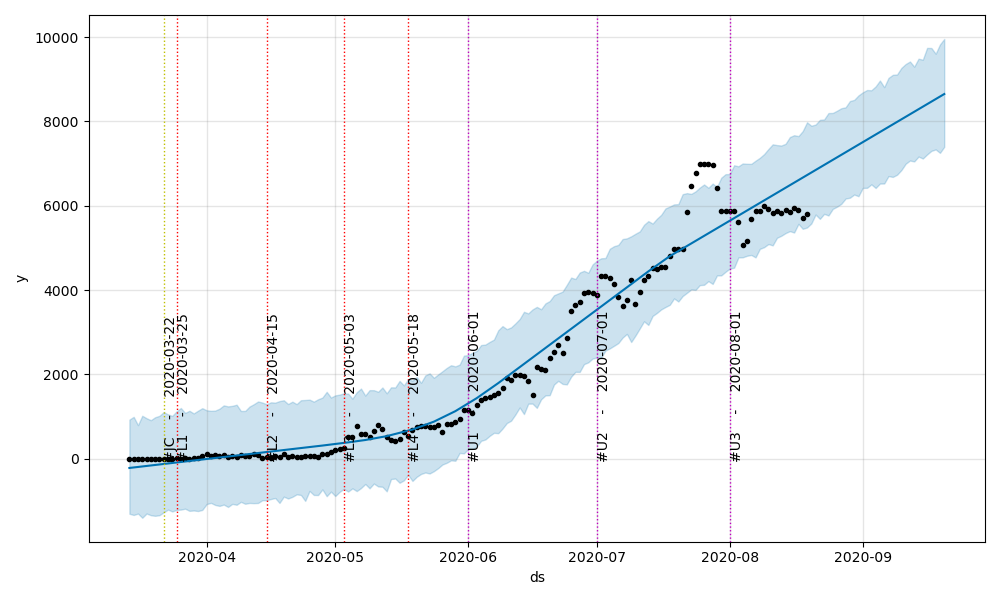 10000
8000
6000
4000
2000
0
y
#JC - 2020-03-22
#L1 - 2020-03-25
#L2 - 2020-04-15
#L3 - 2020-05-03
#L4 - 2020-05-18
#U1 - 2020-06-01
#U2 - 2020-07-01
#U3 - 2020-08-01
2020-04
2020-05
2020-06
2020-07
2020-08
2020-09
ds